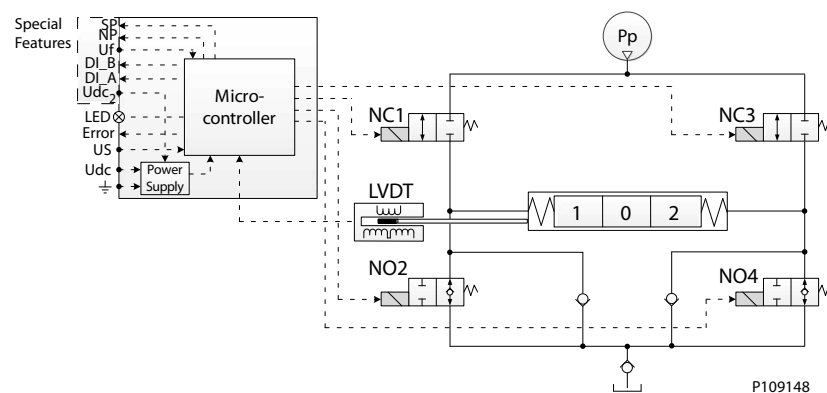 Special
Features
SP
NP
Uf
DI_B
DI_A
Udc2
LED
Error
US
Udc
Micro-
controller
Power
Supply
Pp
NC1
NC3
LVDT
1 0 2
NO2
NO4
P109148